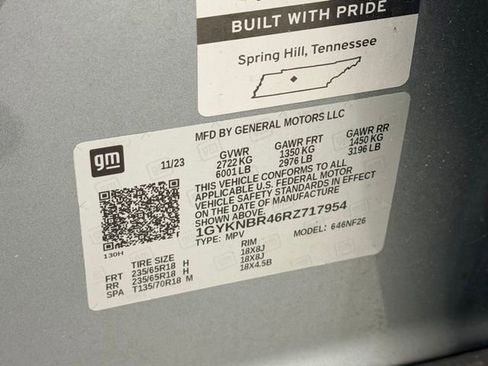 BUILT WITH PRIDE
Spring Hill, Tennessee
MFD BY GENERAL MOTORS LLC
gm
11/23
GVWR GAWR FRT GAWR RR
2722 KG 1350 KG 1450 KG
6001 LB 2976 LB 3196 LB
THIS VEHICLE CONFORMS TO ALL
APPLICABLE U.S. FEDERAL MOTOR
VEHICLE SAFETY STANDARDS IN EFFECT
ON THE DATE OF MANUFACTURE
SHOWN ABOVE.
1GYKNBR46RZ717954
TYPE: MPV MODEL: 646NF26
130H
TIRE SIZE RIM
FRT 235/65R18 H 18X8J
RR 235/65R18 H 18X8J
SPA T135/70R18 M 18X4.5B